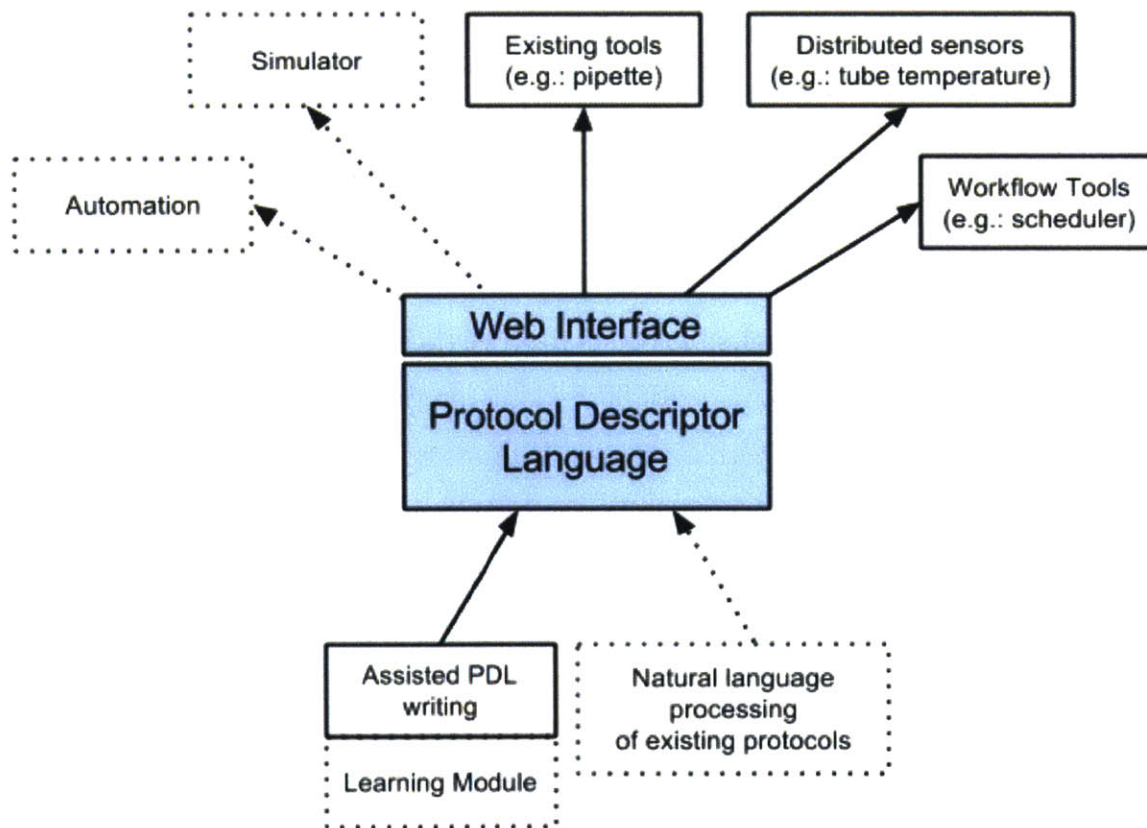 Simulator
Existing tools
(e.g.: pipette)
Distributed sensors
(e.g.: tube temperature)
Automation
Workflow Tools
(e.g.: scheduler)
Web Interface
Protocol Descriptor
Language
Assisted PDL
writing
Natural language
processing
of existing protocols
Learning Module